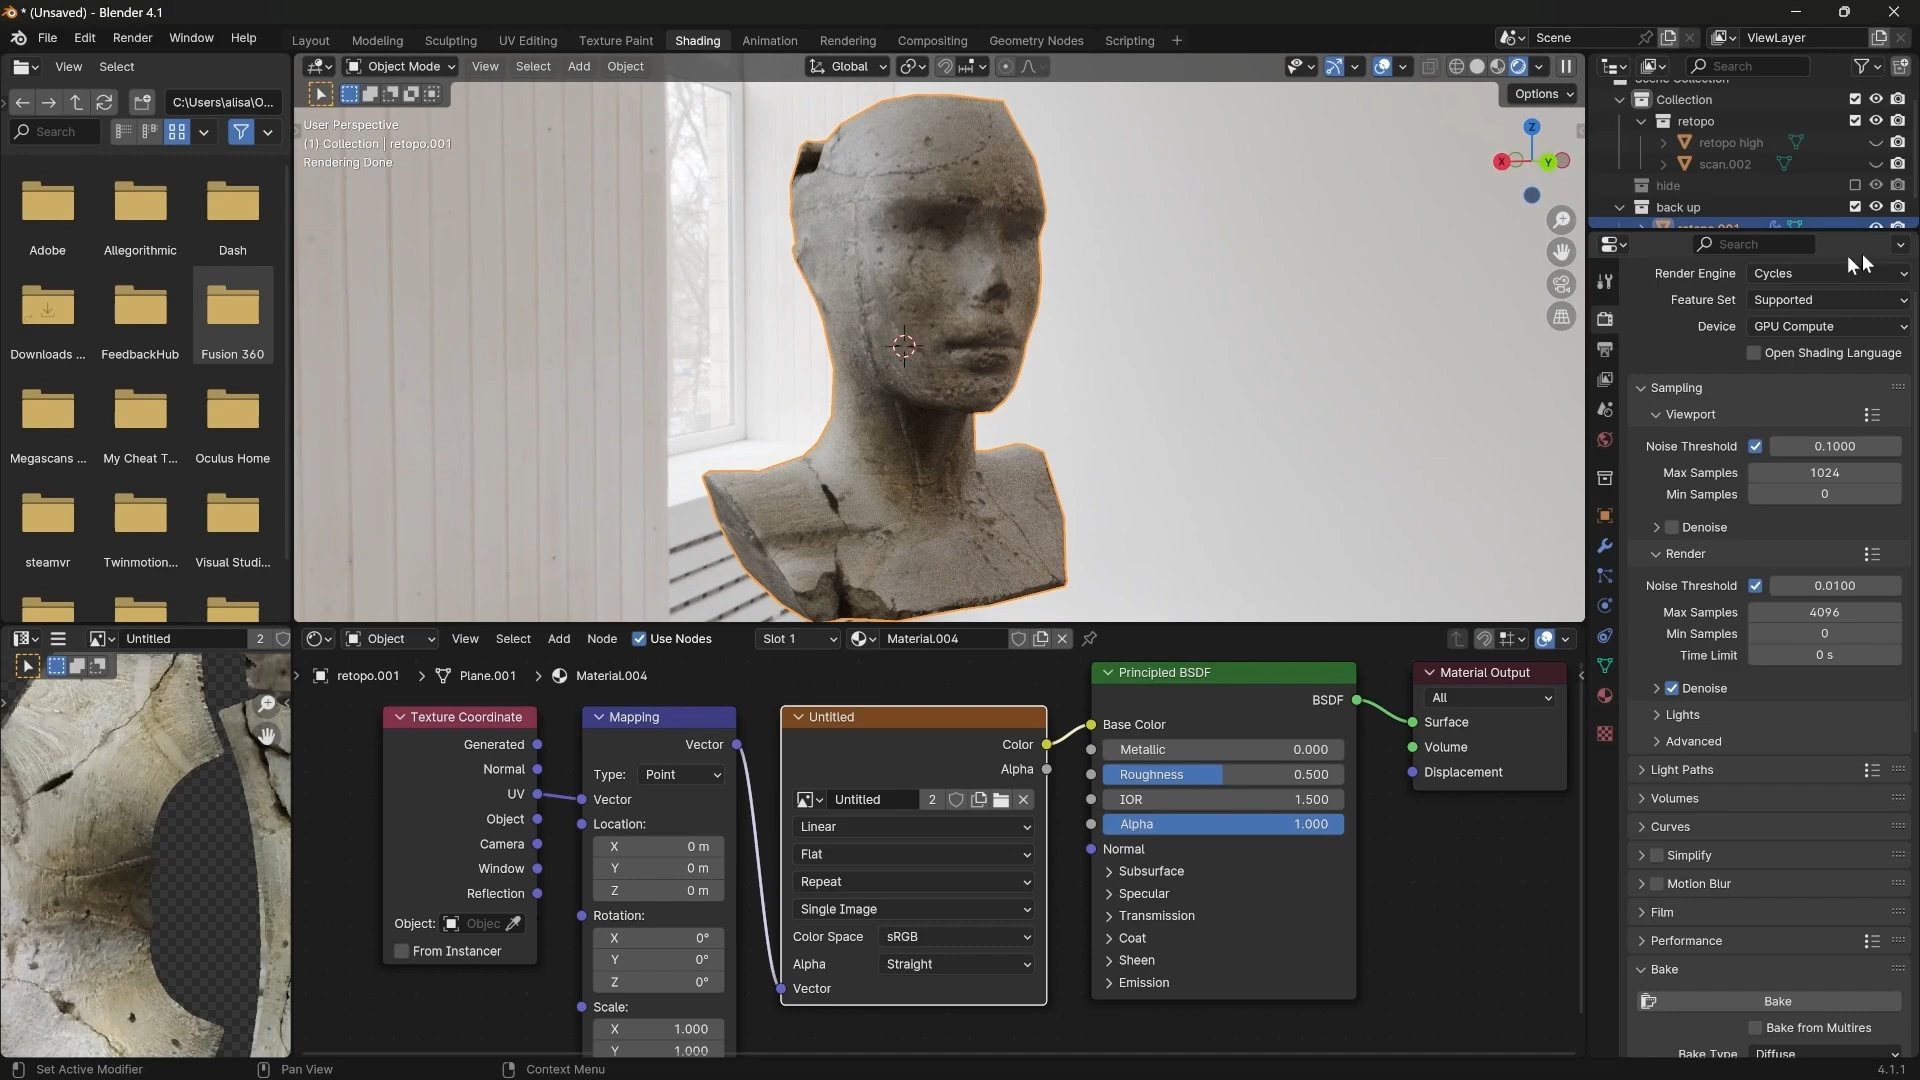 * (Unsaved) - Blender 4.1
File Edit Render Window Help
Layout Modeling Sculpting UV Editing Texture Paint Shading Animation Rendering Compositing Geometry Nodes Scripting +
Scene
ViewLayer
View Select
C:\Users\alisa\O...
Search
Adobe Allegorithmic Dash
Downloads ... FeedbackHub Fusion 360
Megascans ... My Cheat T... Oculus Home
steamvr Twinmotion... Visual Studi...
Object Mode View Select Add Object
Global
Options
User Perspective
(1) Collection | retopo.001
Rendering Done
Z
X
Y
Search
Collection
retopo
retopo high
scan.002
hide
back up
Search
Render Engine Cycles
Feature Set Supported
Device GPU Compute
Open Shading Language
Sampling
Viewport
Noise Threshold 0.1000
Max Samples 1024
Min Samples 0
Denoise
Render
Noise Threshold 0.0100
Max Samples 4096
Min Samples 0
Time Limit 0 s
Denoise
Lights
Advanced
Light Paths
Volumes
Curves
Simplify
Motion Blur
Film
Performance
Bake
Bake
Bake from Multires
Bake Type Diffuse
Untitled 2
Object View Select Add Node Use Nodes Slot 1 Material.004
retopo.001 Plane.001 Material.004
Texture Coordinate
Generated
Normal
UV
Object
Camera
Window
Reflection
Object: Objec
From Instancer
Mapping
Vector
Type: Point
Vector
Location:
X 0 m
Y 0 m
Z 0 m
Rotation:
X 0°
Y 0°
Z 0°
Scale:
X 1.000
Y 1.000
Untitled
Color
Alpha
Untitled 2
Linear
Flat
Repeat
Single Image
Color Space sRGB
Alpha Straight
Vector
Principled BSDF
BSDF
Base Color
Metallic 0.000
Roughness 0.500
IOR 1.500
Alpha 1.000
Normal
Subsurface
Specular
Transmission
Coat
Sheen
Emission
Material Output
All
Surface
Volume
Displacement
Set Active Modifier Pan View Context Menu 4.1.1